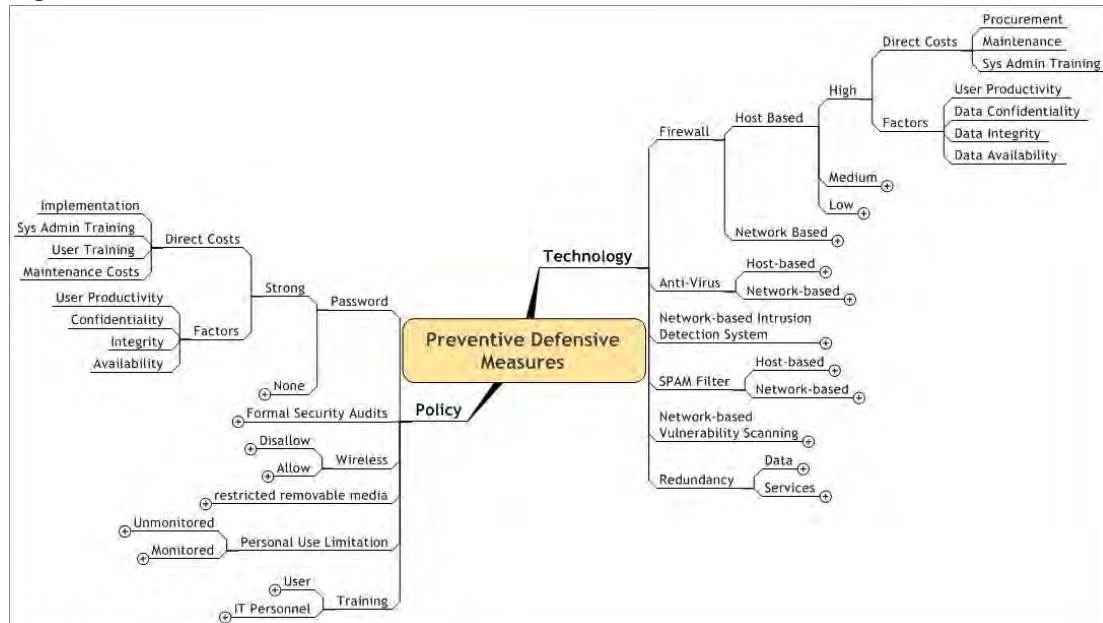 Preventive Defensive
Measures
Technology
Firewall
Host Based
High
Direct Costs
Procurement
Maintenance
Sys Admin Training
Factors
User Productivity
Data Confidentiality
Data Integrity
Data Availability
Medium
Low
Network Based
Anti-Virus
Host-based
Network-based
Network-based Intrusion
Detection System
SPAM Filter
Host-based
Network-based
Network-based
Vulnerability Scanning
Redundancy
Data
Services
Policy
Password
Strong
Direct Costs
Implementation
Sys Admin Training
User Training
Maintenance Costs
Factors
User Productivity
Confidentiality
Integrity
Availability
None
Formal Security Audits
Wireless
Disallow
Allow
restricted removable media
Personal Use Limitation
Unmonitored
Monitored
Training
User
IT Personnel